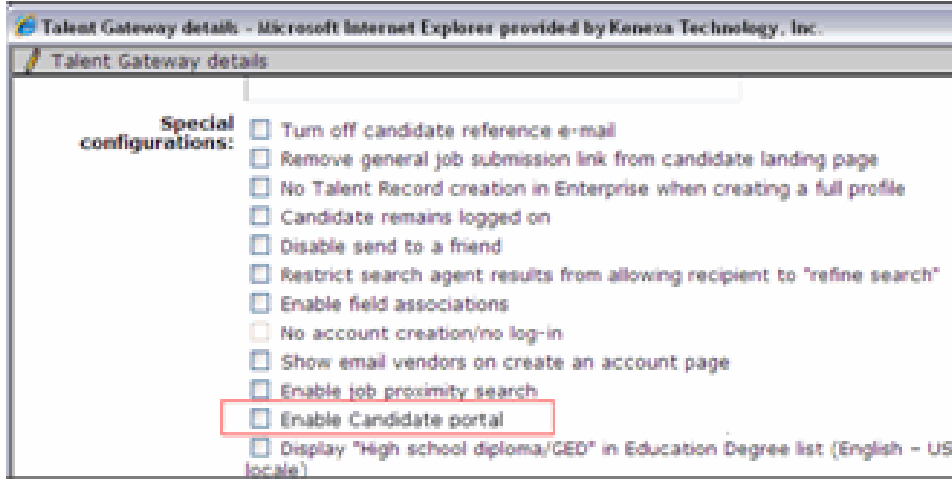 Talent Gateway details - Microsoft Internet Explorer provided by Kenexa Technology, Inc.
Talent Gateway details
Special configurations:
Turn off candidate reference e-mail
Remove general job submission link from candidate landing page
No Talent Record creation in Enterprise when creating a full profile
Candidate remains logged on
Disable send to a friend
Restrict search agent results from allowing recipient to "refine search"
Enable field associations
No account creation/no log-in
Show email vendors on create an account page
Enable job proximity search
Enable Candidate portal
Display "High school diploma/GED" in Education Degree list (English - US
locale)